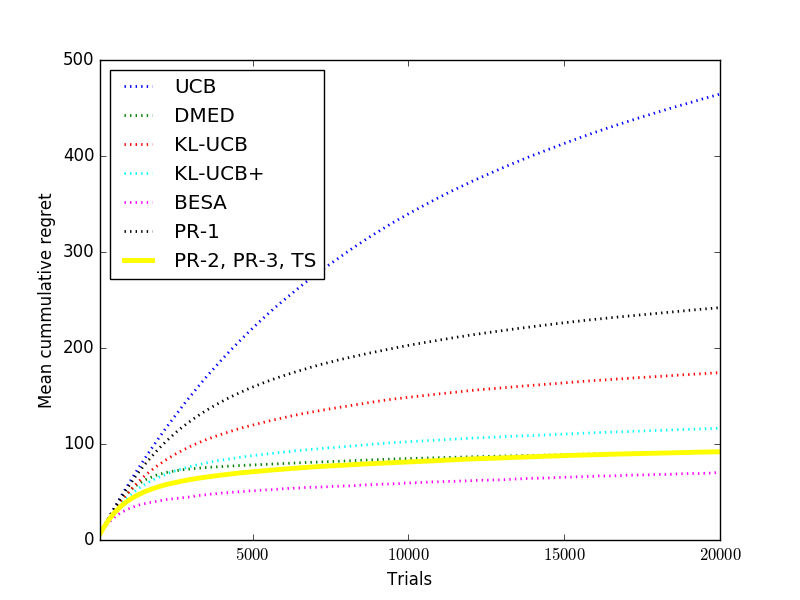 500
400
300
200
100
0
Mean cummulative regret
UCB
DMED
KL-UCB
KL-UCB+
BESA
PR-1
PR-2, PR-3, TS
5000
10000
15000
20000
Trials